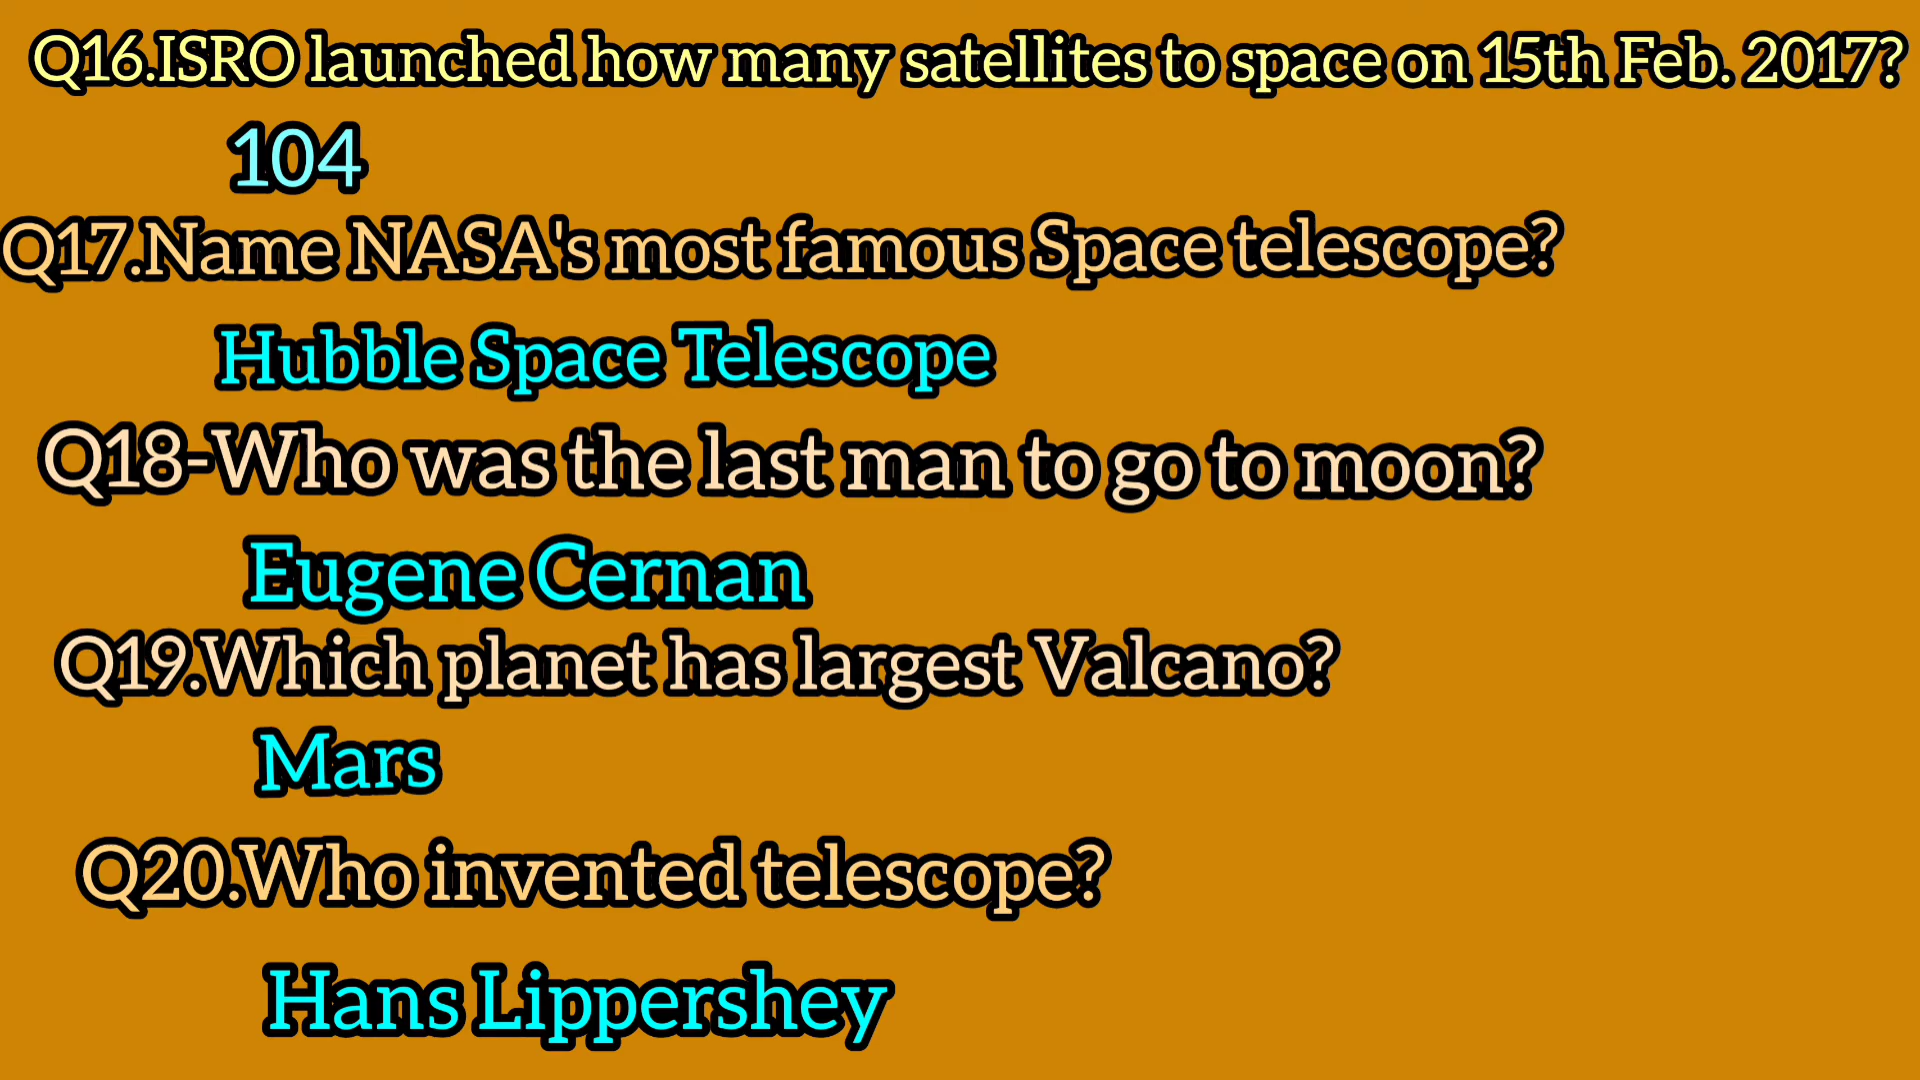 Q16.ISRO launched how many satellites to space on 15th Feb. 2017?
104
Q17.Name NASA's most famous Space telescope?
Hubble Space Telescope
Q18-Who was the last man to go to moon?
Eugene Cernan
Q19.Which planet has largest Valcano?
Mars
Q20.Who invented telescope?
Hans Lippershey